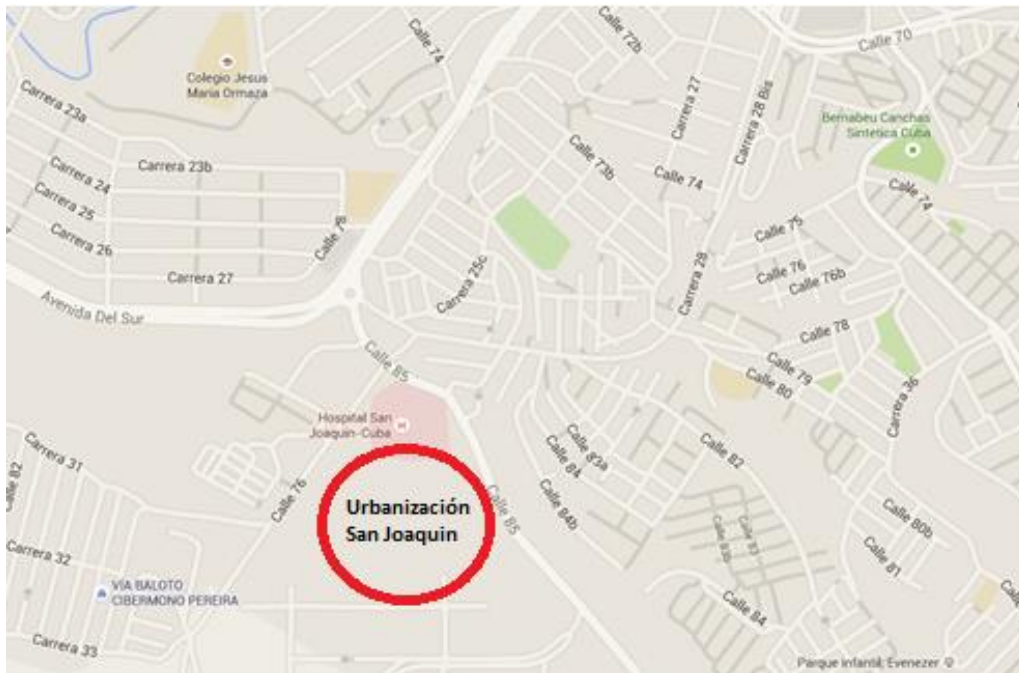 Calle 72b
Calle 74
Calle 70
Colegio Jesus
Maria Ormaza
Carrera 23a
Carrera 27
Carrera 28 Bis
Bernabeu Canchas
Sintetica Cuba
Carrera 24
Carrera 23b
Calle 73b
Calle 74
Calle 74
Carrera 25
Carrera 26
Calle 78
Calle 75
Carrera 27
Carrera 25c
Carrera 28
Calle 76
Calle 76b
Avenida Del Sur
Calle 78
Calle 85
Calle 79
Calle 80
Carrera 36
Hospital San
Joaquin-Cuba
Carrera 31
Calle 82
Calle 76
Calle 83a
Calle 84
Calle 82
Urbanización
San Joaquin
Calle 85
Calle 84b
Calle 80b
Carrera 32
Calle 83b
Calle 83
Calle 81
VIA BALOTO
CIBERMONO PEREIRA
Calle 84
Carrera 33
Parque Infantil, Evenezer